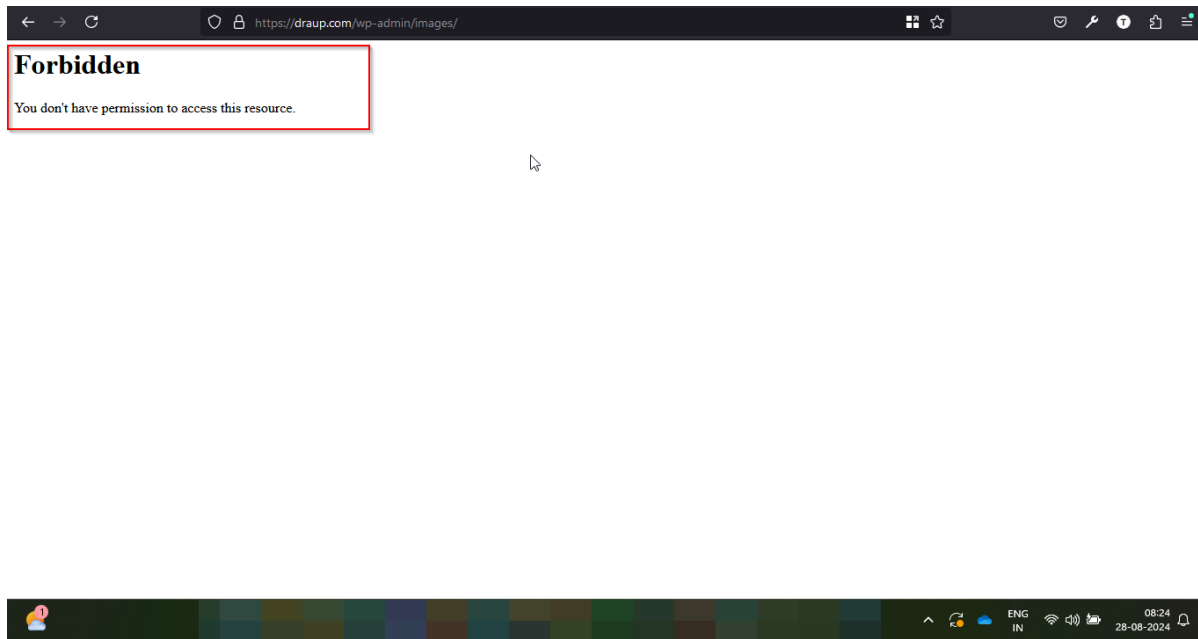 https://draup.com/wp-admin/images/
T
Forbidden
You don't have permission to access this resource.
1
ENG
IN
08:24
28-08-2024